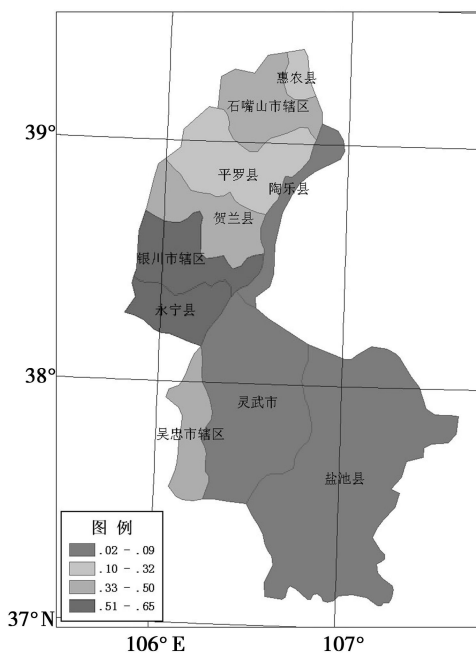 惠农县
石嘴山市辖区
39°
平罗县
陶乐县
贺兰县
银川市辖区
永宁县
38°
灵武市
吴忠市辖区
盐池县
图 例
.02 - .09
.10 - .32
.33 - .50
.51 - .65
37°N
106°E
107°